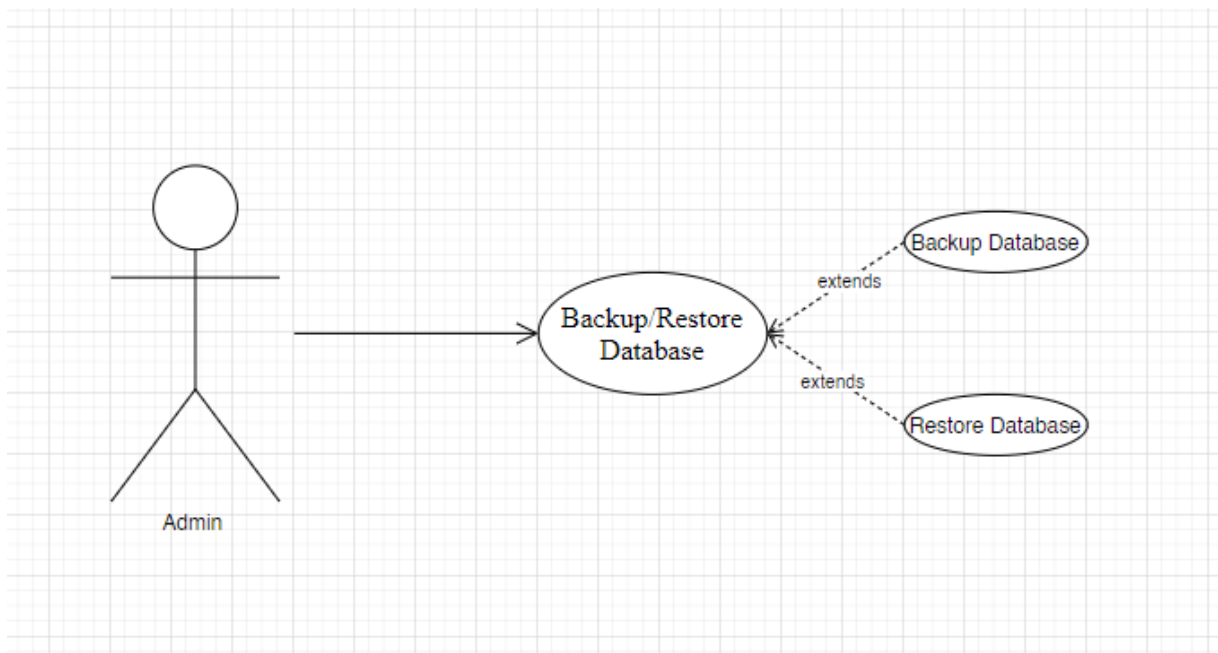 Backup Database
extends
Backup/Restore
Database
extends
Restore Database
Admin